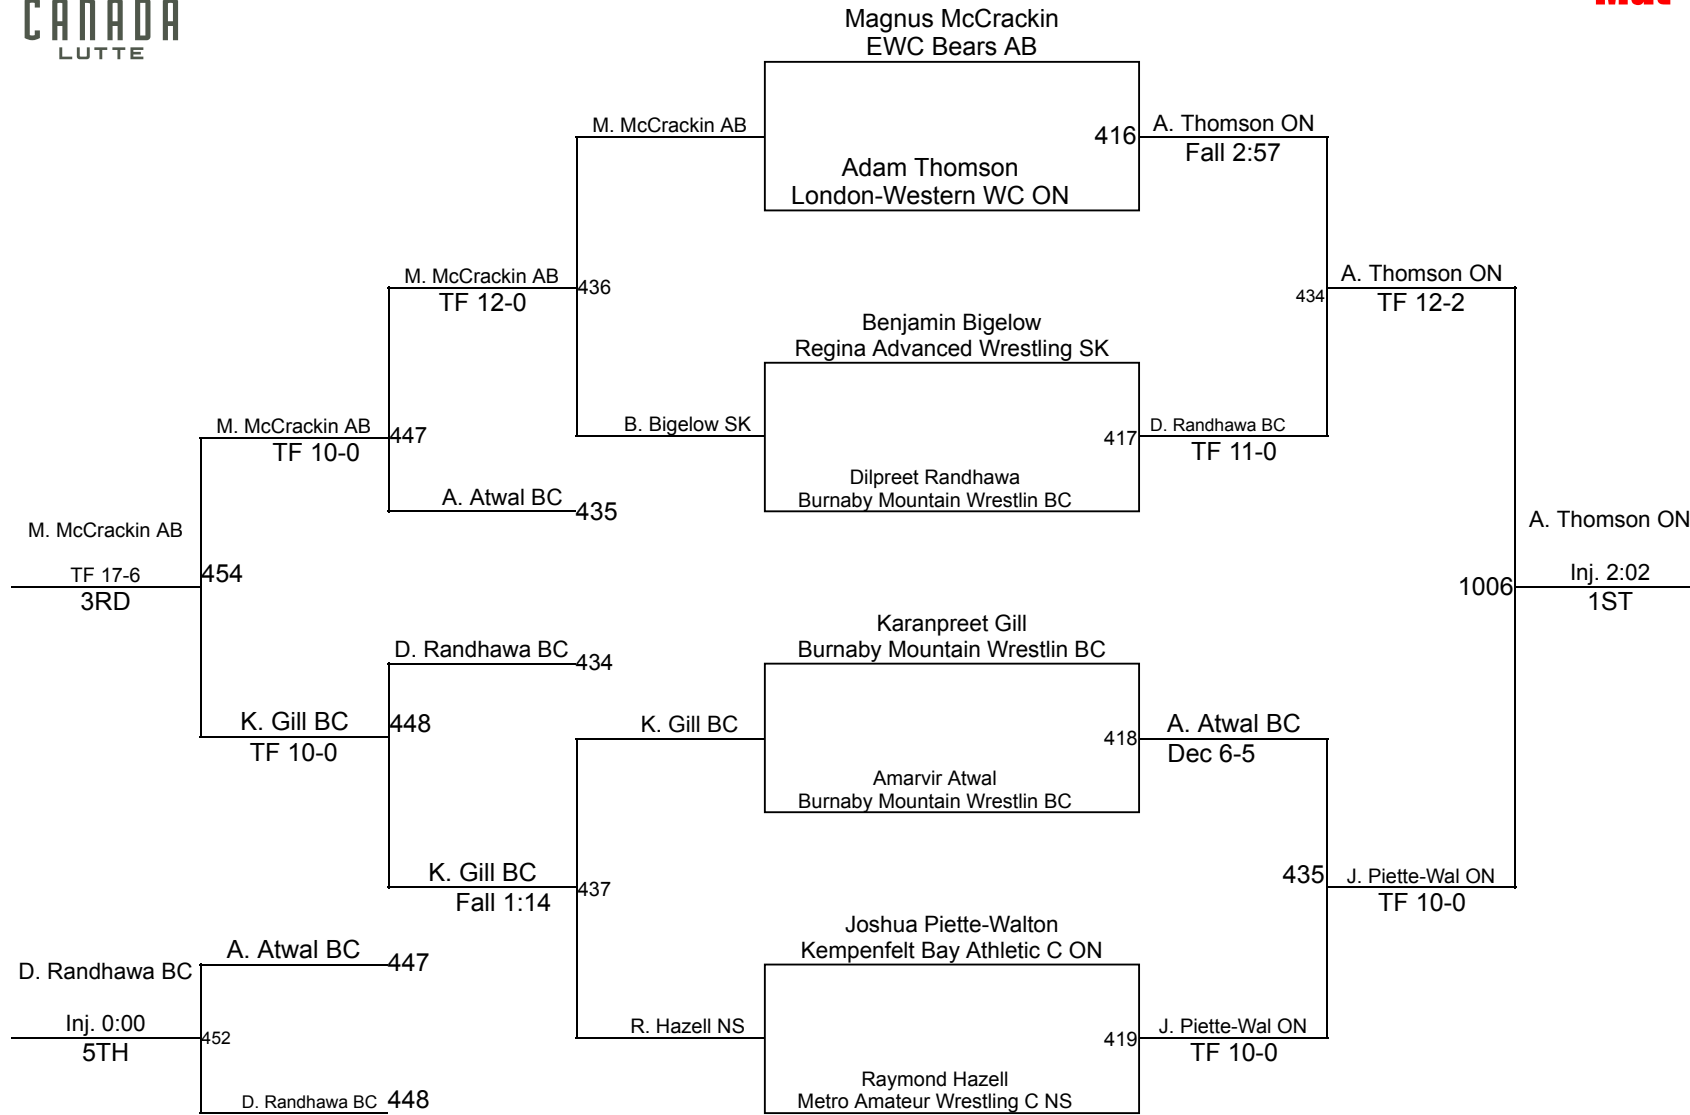 CANADA
LUTTE
Mat
Magnus McCrackin
EWC Bears AB
M. McCrackin AB
416
A. Thomson ON
Fall 2:57
Adam Thomson
London-Western WC ON
M. McCrackin AB
TF 12-0
436
434
A. Thomson ON
TF 12-2
Benjamin Bigelow
Regina Advanced Wrestling SK
M. McCrackin AB
TF 10-0
447
B. Bigelow SK
417
D. Randhawa BC
TF 11-0
Dilpreet Randhawa
Burnaby Mountain Wrestlin BC
A. Atwal BC
435
M. McCrackin AB
TF 17-6
3RD
454
A. Thomson ON
1006
Inj. 2:02
1ST
Karanpreet Gill
Burnaby Mountain Wrestlin BC
D. Randhawa BC
434
K. Gill BC
TF 10-0
448
K. Gill BC
418
A. Atwal BC
Dec 6-5
Amarvir Atwal
Burnaby Mountain Wrestlin BC
K. Gill BC
Fall 1:14
437
435
J. Piette-Wal ON
TF 10-0
Joshua Piette-Walton
Kempenfelt Bay Athletic C ON
A. Atwal BC
447
D. Randhawa BC
Inj. 0:00
5TH
452
R. Hazell NS
419
J. Piette-Wal ON
TF 10-0
Raymond Hazell
Metro Amateur Wrestling C NS
D. Randhawa BC
448